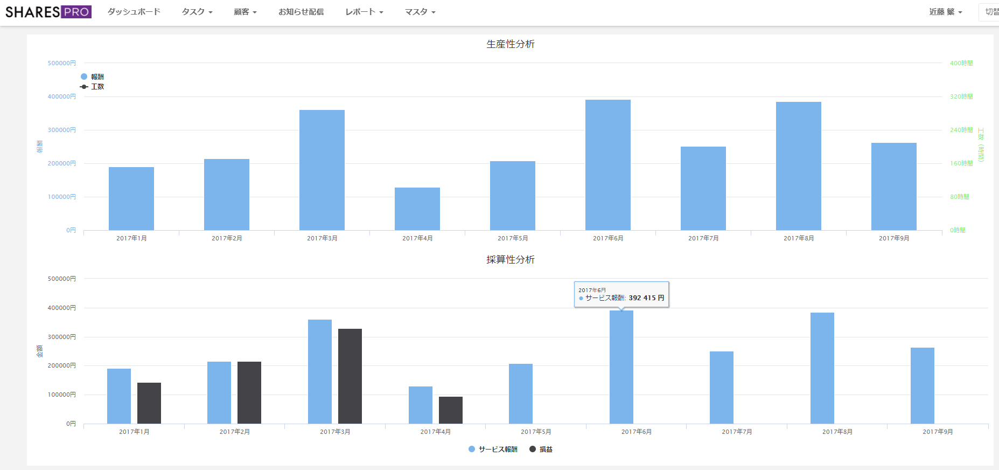 SHARES PRO ダッシュボード タスク 顧客 お知らせ配信 レポート マスタ 近藤 繁 切替
生産性分析
500000円 400時間
報酬
工数
400000円 320時間
300000円 240時間
報酬
工数（時間）
200000円 160時間
100000円 80時間
0円 0時間
2017年1月 2017年2月 2017年3月 2017年4月 2017年5月 2017年6月 2017年7月 2017年8月 2017年9月
採算性分析
500000円
2017年6月
サービス報酬: 392 415 円
400000円
300000円
金額
200000円
100000円
0円
2017年1月 2017年2月 2017年3月 2017年4月 2017年5月 2017年6月 2017年7月 2017年8月 2017年9月
サービス報酬 損益